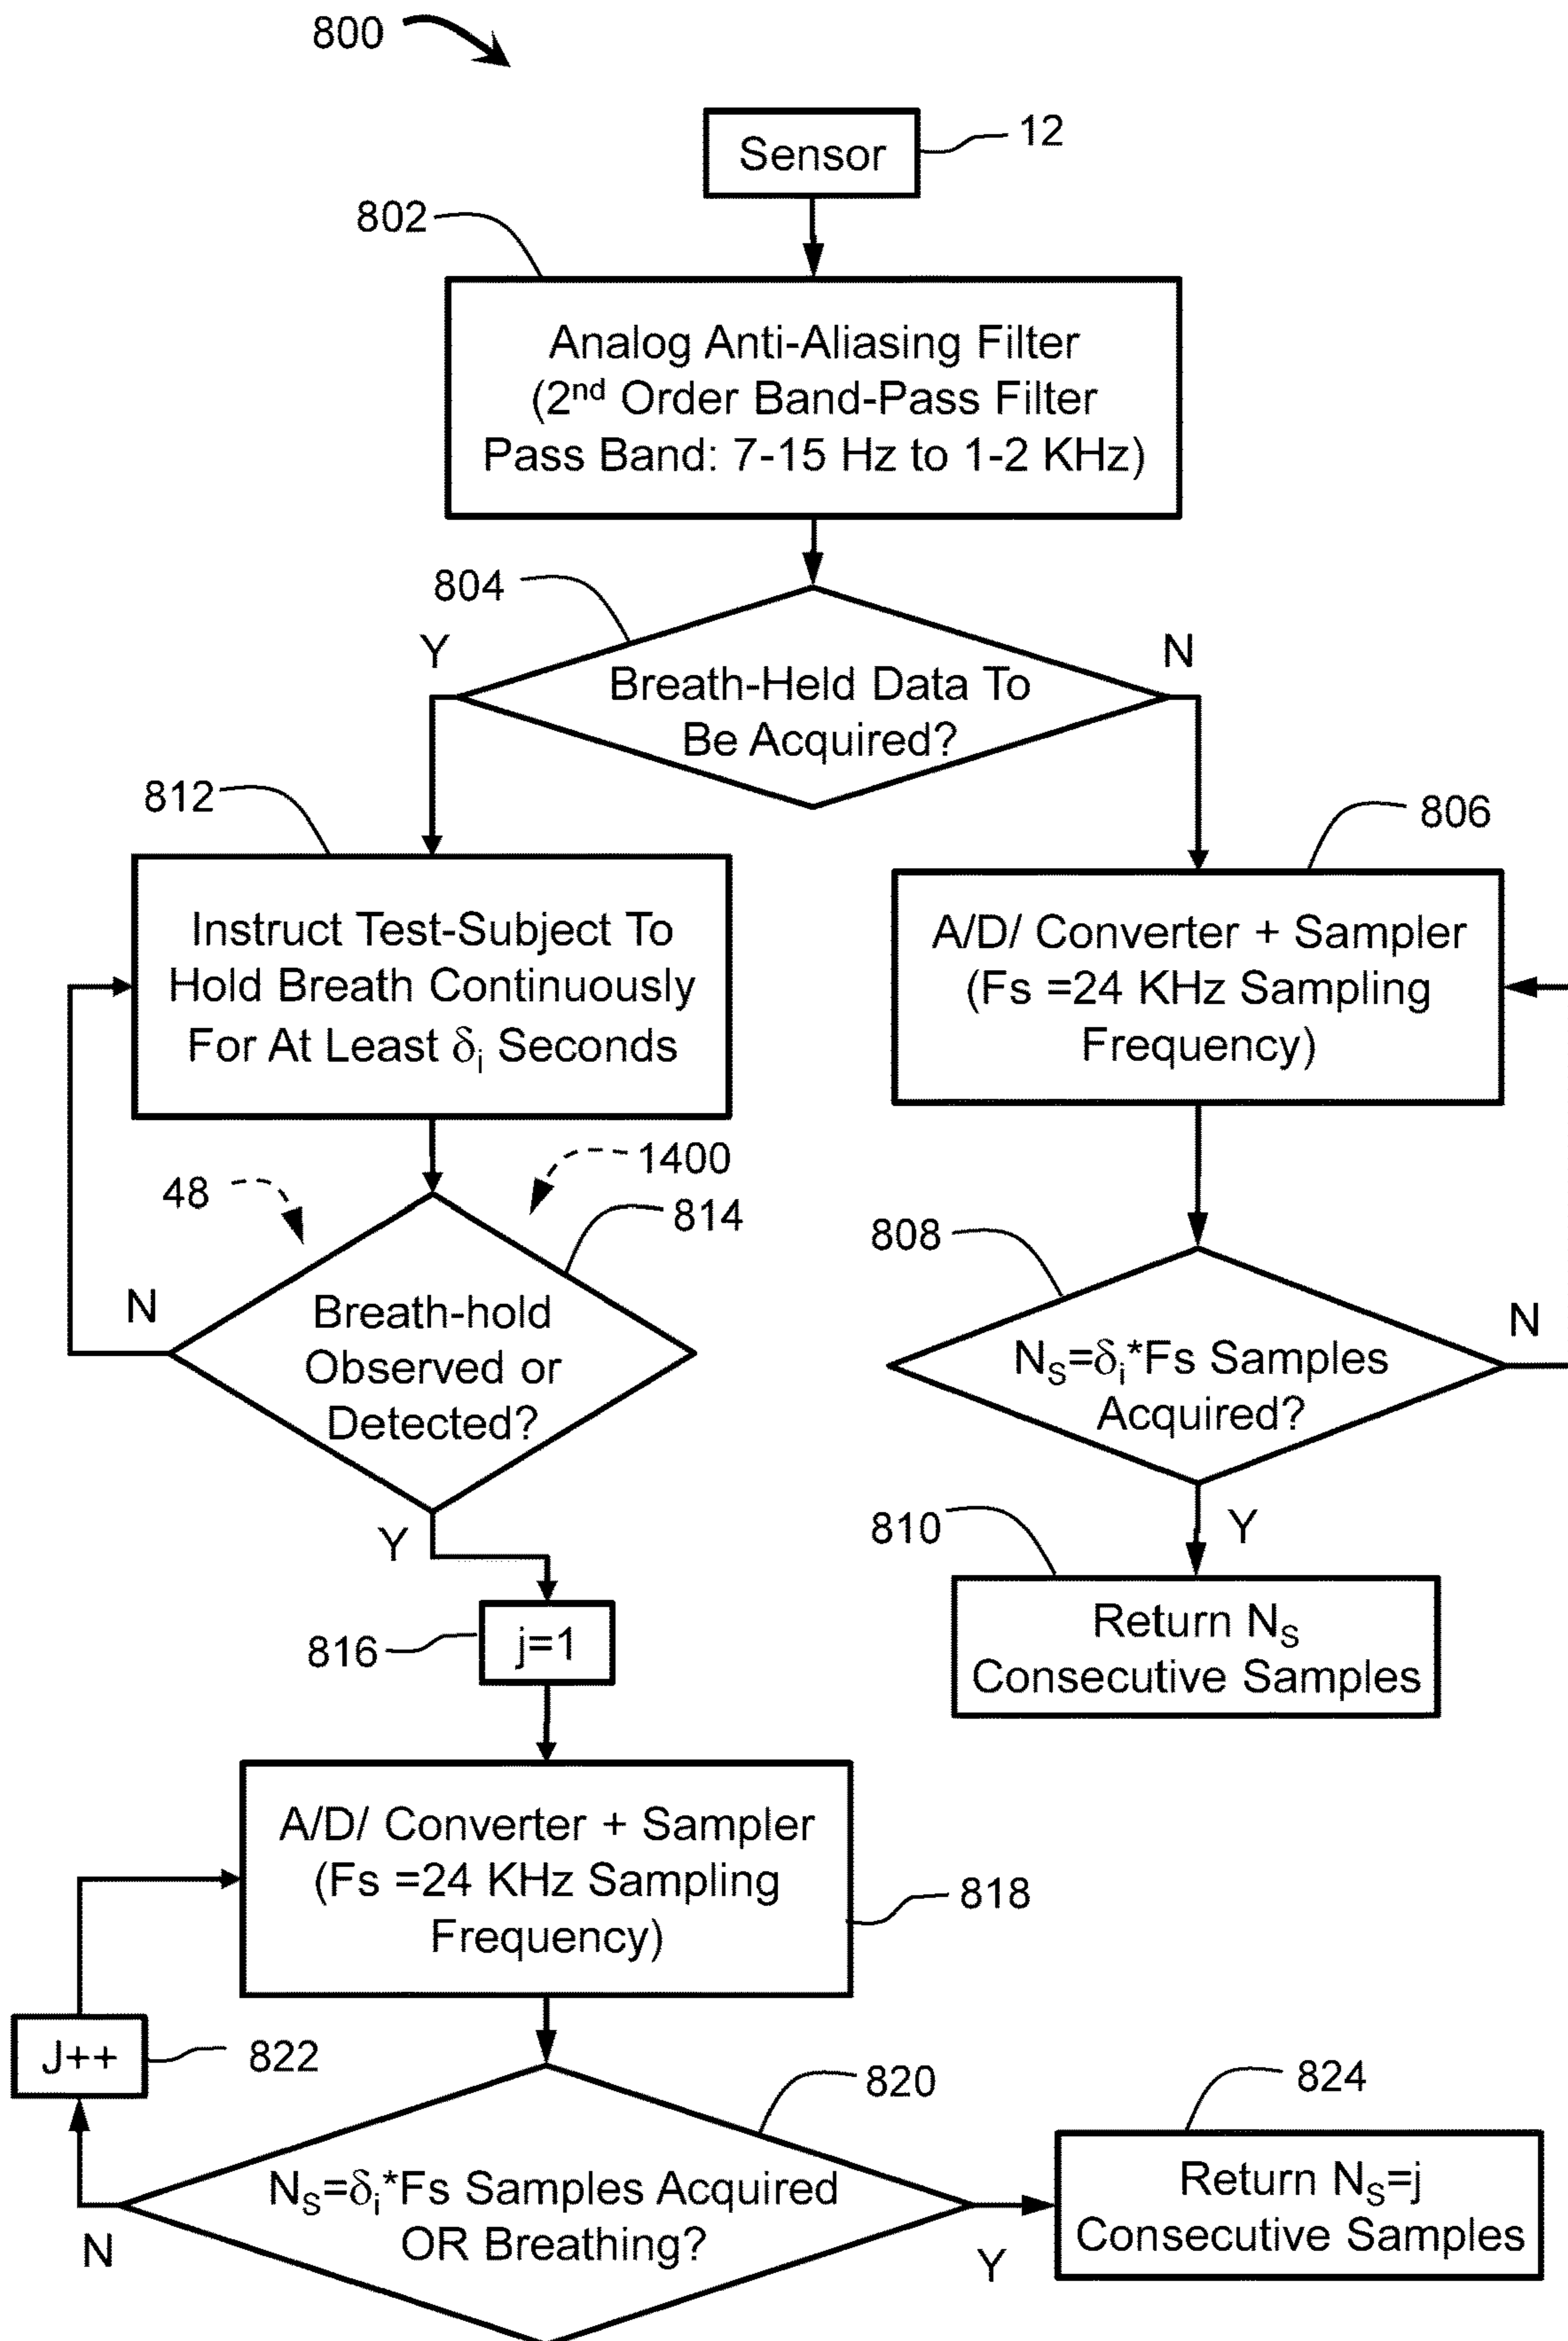 800
Sensor
12
802
Analog Anti-Aliasing Filter
(2nd Order Band-Pass Filter
Pass Band: 7-15 Hz to 1-2 KHz)
804
Y
N
Breath-Held Data To
Be Acquired?
812
806
Instruct Test-Subject To
Hold Breath Continuously
For At Least δi Seconds
A/D/ Converter + Sampler
(Fs =24 KHz Sampling
Frequency)
48
1400
814
808
N
Breath-hold
Observed or
Detected?
N
NS=δi*Fs Samples
Acquired?
Y
810
Y
816
j=1
Return NS
Consecutive Samples
A/D/ Converter + Sampler
(Fs =24 KHz Sampling
Frequency)
818
J++
822
820
824
NS=δi*Fs Samples Acquired
OR Breathing?
N
Y
Return NS=j
Consecutive Samples